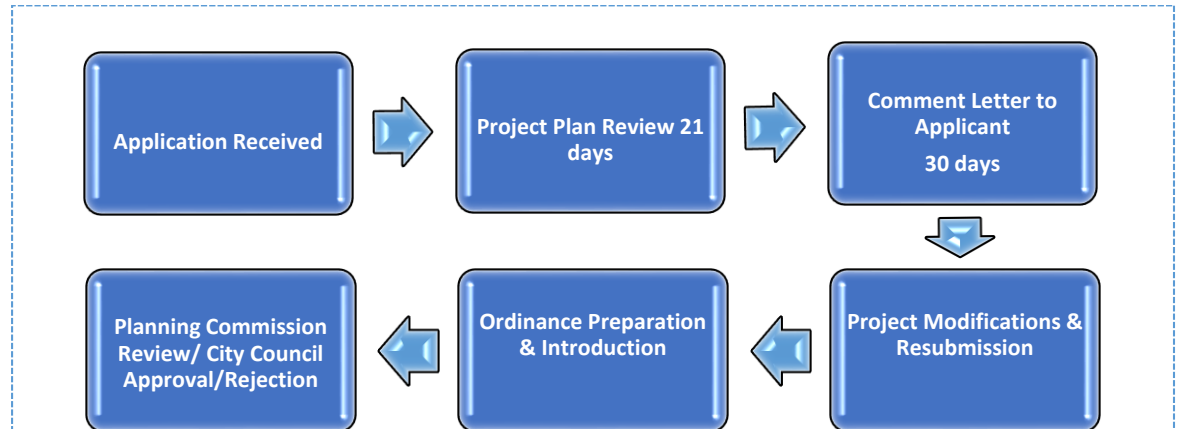 Application Received
Project Plan Review 21
days
Comment Letter to
Applicant
30 days
Project Modifications &
Resubmission
Ordinance Preparation
& Introduction
Planning Commission
Review/ City Council
Approval/Rejection